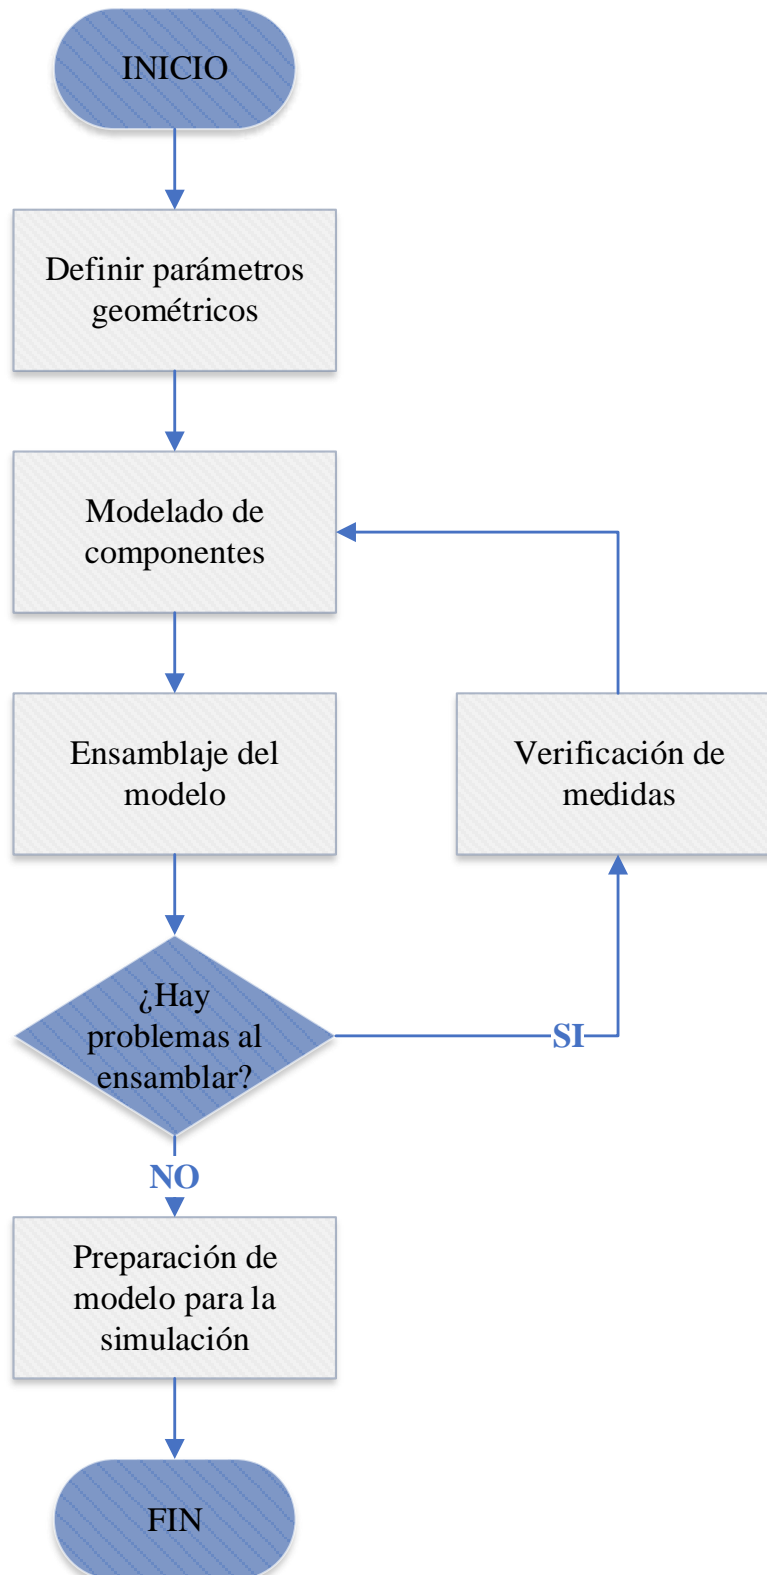 INICIO
Definir parámetros
geométricos
Modelado de
componentes
Ensamblaje del
modelo
Verificación de
medidas
¿Hay
problemas al
ensamblar?
SI
NO
Preparación de
modelo para la
simulación
FIN